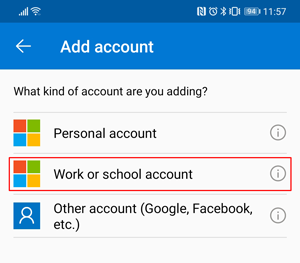 94 11:57
Add account
What kind of account are you adding?
Personal account
Work or school account
Other account (Google, Facebook,
etc.)